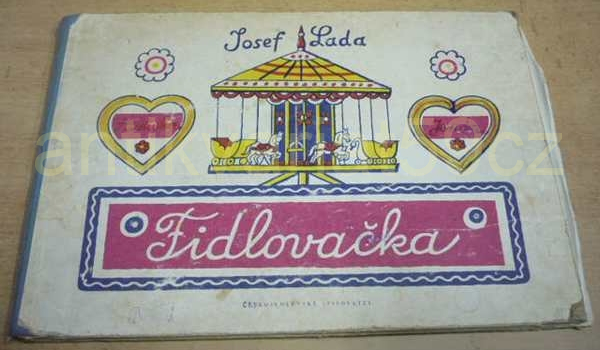 Josef Lada
Fidlovačka
ČESKOSLOVENSKÝ SPISOVATEL